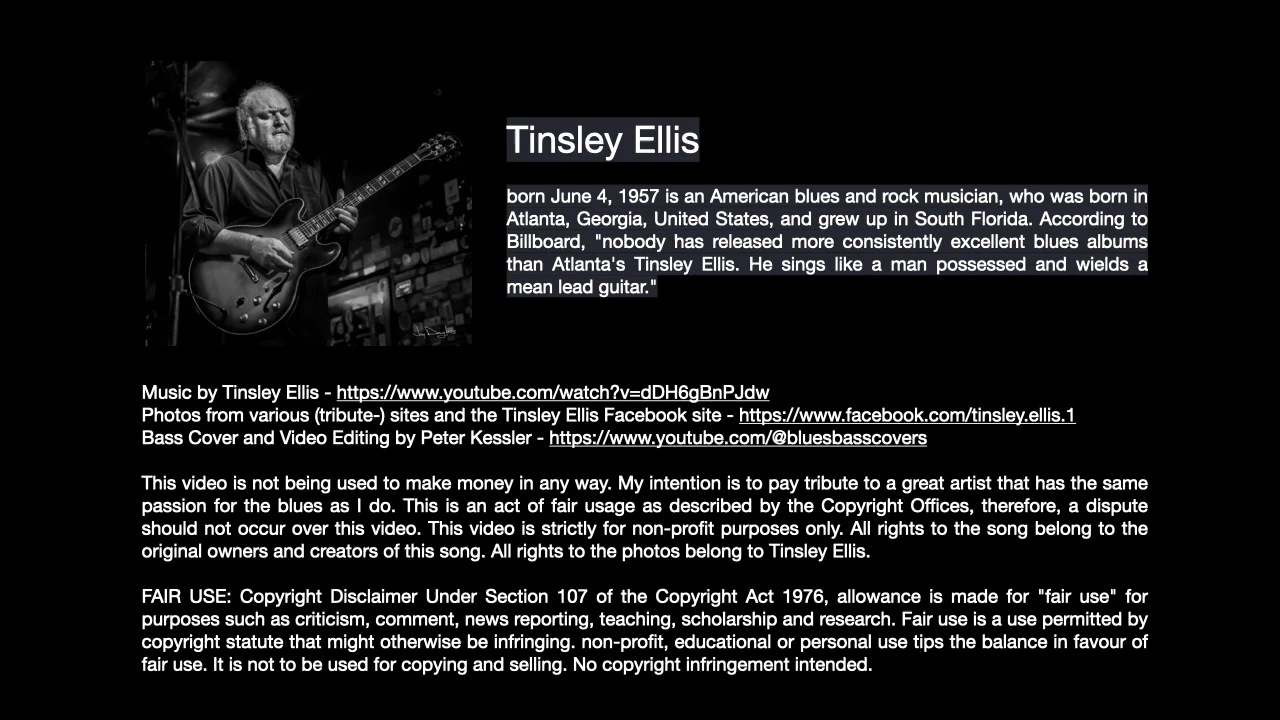 Tinsley Ellis
born June 4, 1957 is an American blues and rock musician, who was born in
Atlanta, Georgia, United States, and grew up in South Florida. According to
Billboard, "nobody has released more consistently excellent blues albums
than Atlanta's Tinsley Ellis. He sings like a man possessed and wields a
mean lead guitar."
Music by Tinsley Ellis - https://www.youtube.com/watch?v=dDH6gBnPJdw
Photos from various (tribute-) sites and the Tinsley Ellis Facebook site - https://www.facebook.com/tinsley.ellis.1
Bass Cover and Video Editing by Peter Kessler - https://www.youtube.com/@bluesbasscovers
This video is not being used to make money in any way. My intention is to pay tribute to a great artist that has the same
passion for the blues as I do. This is an act of fair usage as described by the Copyright Offices, therefore, a dispute
should not occur over this video. This video is strictly for non-profit purposes only. All rights to the song belong to the
original owners and creators of this song. All rights to the photos belong to Tinsley Ellis.
FAIR USE: Copyright Disclaimer Under Section 107 of the Copyright Act 1976, allowance is made for "fair use" for
purposes such as criticism, comment, news reporting, teaching, scholarship and research. Fair use is a use permitted by
copyright statute that might otherwise be infringing. non-profit, educational or personal use tips the balance in favour of
fair use. It is not to be used for copying and selling. No copyright infringement intended.